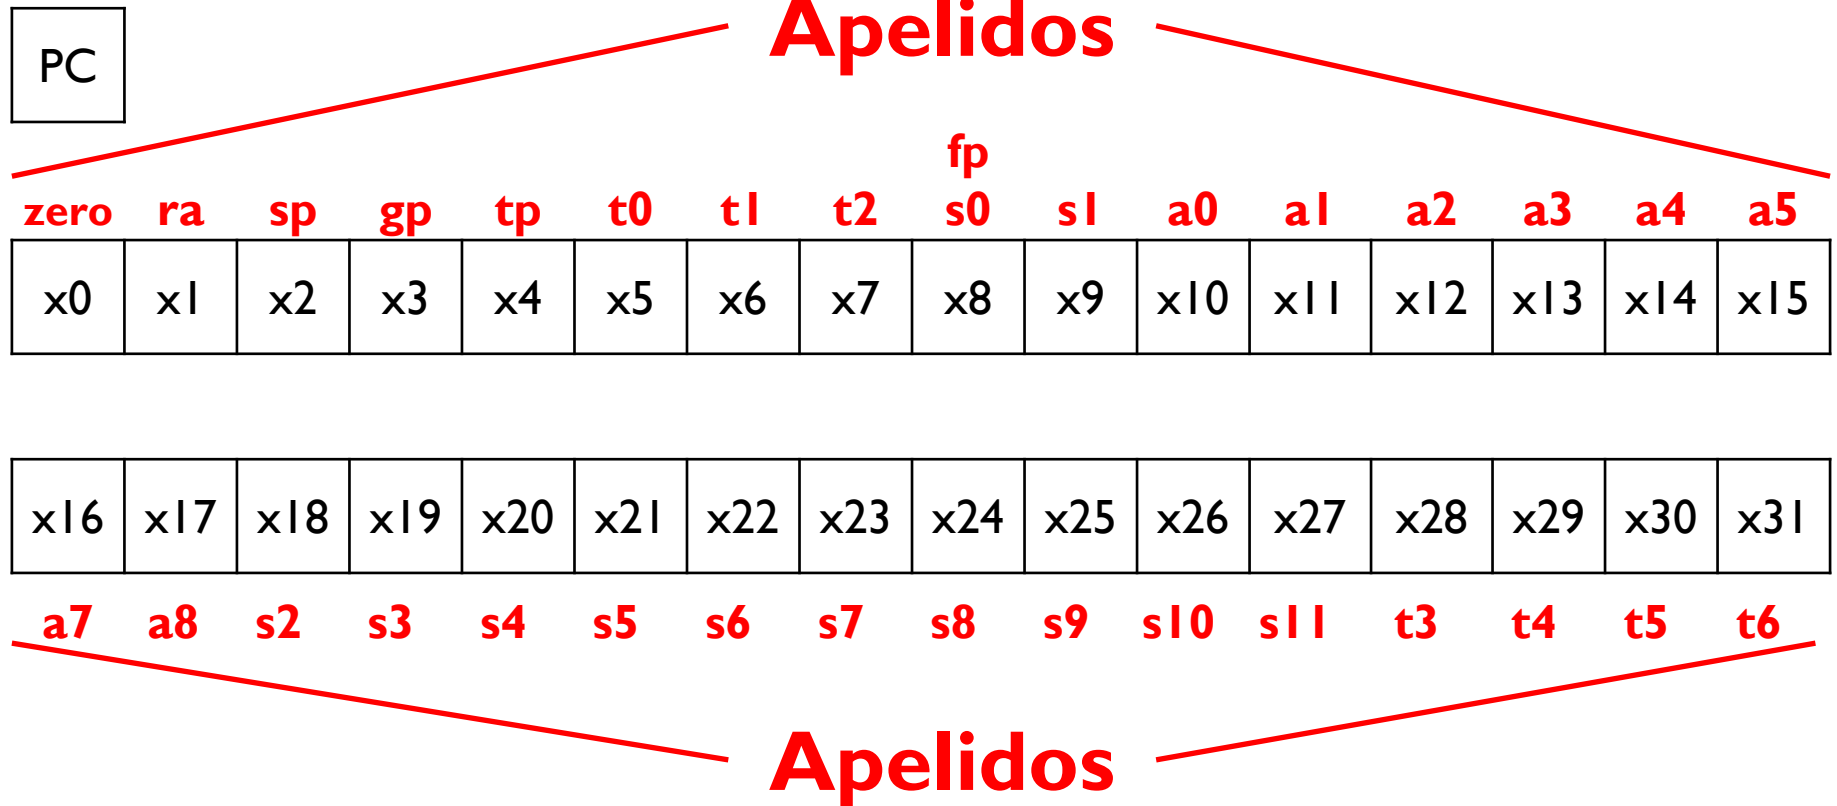 Apelidos
PC
fp
zero ra sp gp tp t0 t1 t2 s0 s1 a0 a1 a2 a3 a4 a5
x0 x1 x2 x3 x4 x5 x6 x7 x8 x9 x10 x11 x12 x13 x14 x15
x16 x17 x18 x19 x20 x21 x22 x23 x24 x25 x26 x27 x28 x29 x30 x31
a7 a8 s2 s3 s4 s5 s6 s7 s8 s9 s10 s11 t3 t4 t5 t6
Apelidos